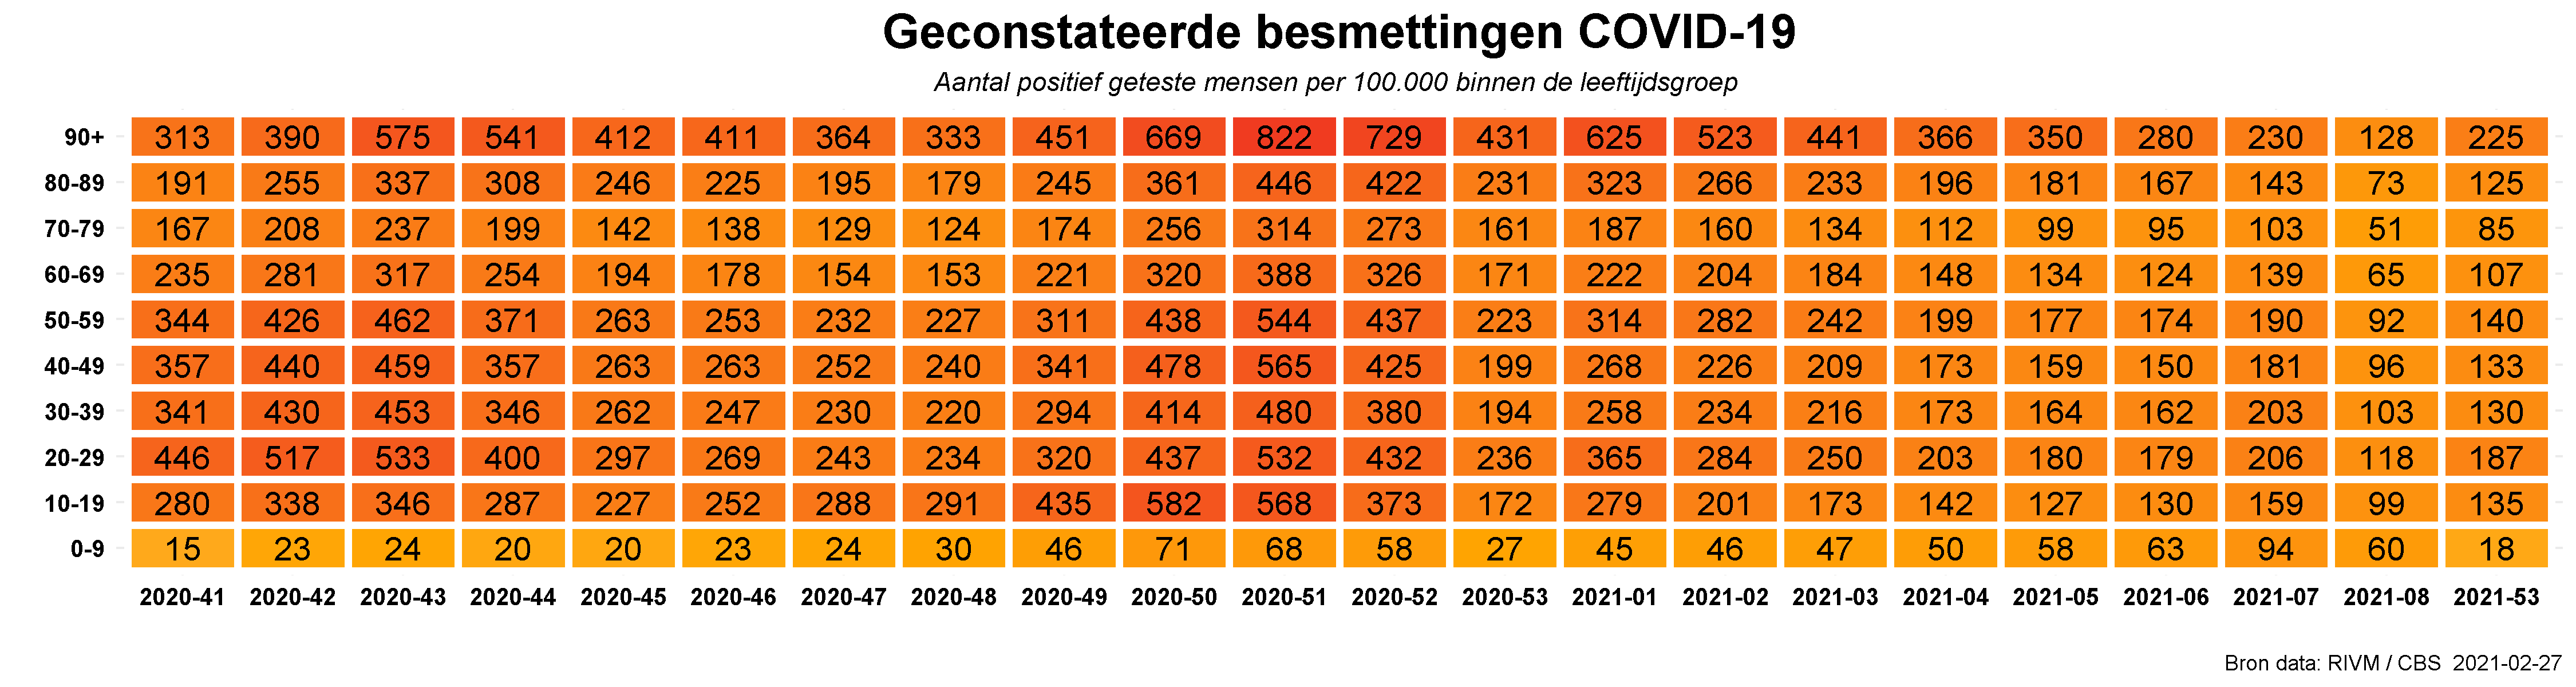 Geconstateerde besmettingen COVID-19
Aantal positief geteste mensen per 100.000 binnen de leeftijdsgroep
90+ 313 390 575 541 412 411 364 333 451 669 822 729 431 625 523 441 366 350 280 230 128 225
80-89 191 255 337 308 246 225 195 179 245 361 446 422 231 323 266 233 196 181 167 143 73 125
70-79 167 208 237 199 142 138 129 124 174 256 314 273 161 187 160 134 112 99 95 103 51 85
60-69 235 281 317 254 194 178 154 153 221 320 388 326 171 222 204 184 148 134 124 139 65 107
50-59 344 426 462 371 263 253 232 227 311 438 544 437 223 314 282 242 199 177 174 190 92 140
40-49 357 440 459 357 263 263 252 240 341 478 565 425 199 268 226 209 173 159 150 181 96 133
30-39 341 430 453 346 262 247 230 220 294 414 480 380 194 258 234 216 173 164 162 203 103 130
20-29 446 517 533 400 297 269 243 234 320 437 532 432 236 365 284 250 203 180 179 206 118 187
10-19 280 338 346 287 227 252 288 291 435 582 568 373 172 279 201 173 142 127 130 159 99 135
0-9 15 23 24 20 20 23 24 30 46 71 68 58 27 45 46 47 50 58 63 94 60 18
2020-41 2020-42 2020-43 2020-44 2020-45 2020-46 2020-47 2020-48 2020-49 2020-50 2020-51 2020-52 2020-53 2021-01 2021-02 2021-03 2021-04 2021-05 2021-06 2021-07 2021-08 2021-53
Bron data: RIVM / CBS 2021-02-27